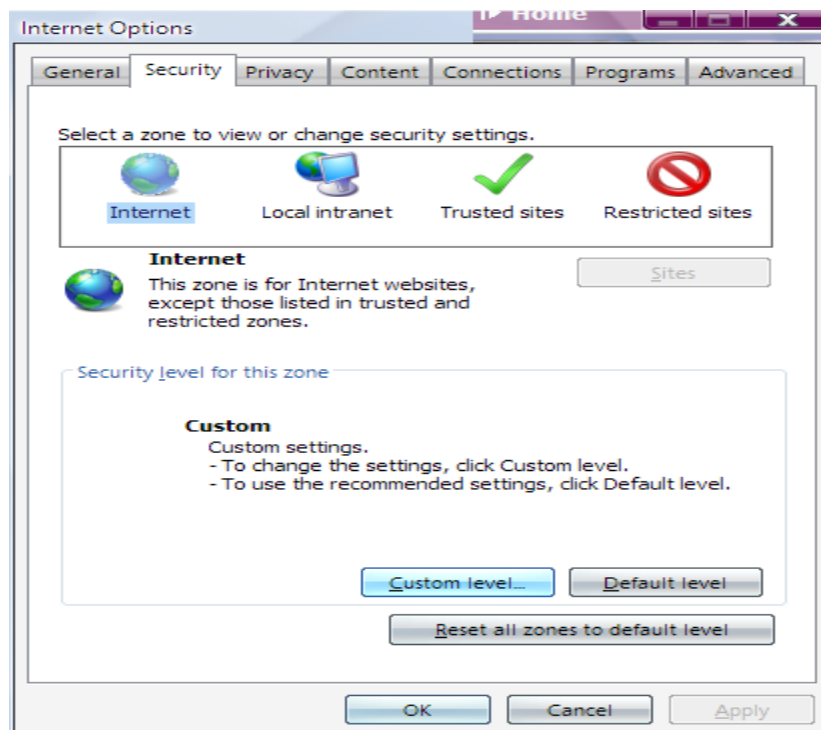 Home
Internet Options
General Security Privacy Content Connections Programs Advanced
Select a zone to view or change security settings.
Internet Local intranet Trusted sites Restricted sites
Internet
Sites
This zone is for Internet websites,
except those listed in trusted and
restricted zones.
Security level for this zone
Custom
Custom settings.
- To change the settings, click Custom level.
- To use the recommended settings, click Default level.
Custom level... Default level
Reset all zones to default level
OK Cancel Apply